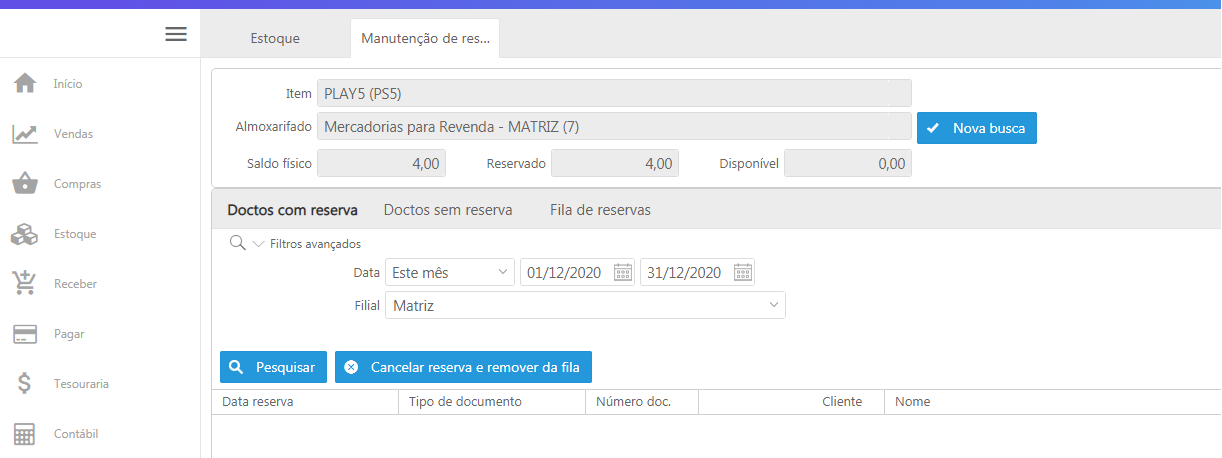 Estoque
Manutenção de res...
Início
Vendas
Compras
Estoque
Receber
Pagar
Tesouraria
Contábil
Item PLAY5 (PS5)
Almoxarifado Mercadorias para Revenda - MATRIZ (7) Nova busca
Saldo físico 4,00 Reservado 4,00 Disponível 0,00
Doctos com reserva Doctos sem reserva Fila de reservas
Filtros avançados
Data Este mês 01/12/2020 31/12/2020
Filial Matriz
Pesquisar Cancelar reserva e remover da fila
Data reserva Tipo de documento Número doc. Cliente Nome